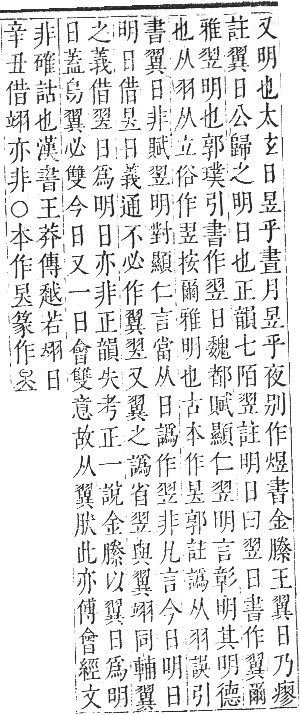 又明也太玄日昱乎晝月昱乎夜别作煜書金縢王翼日乃瘳
註翼日公歸之明日也正韻七陌翌註明日曰翌日書作翼爾
雅翌明也郭璞引書作翌日魏都賦顯仁翌明言彰明其明德
也从羽从立俗作翌按爾雅明也古本作昱郭註譌从羽誤引
書翼日非賦翌明對顯仁言當从日譌作翌非凡言今日明日
明日借昱日義通不必作翼翌又翼之譌省翌與翼翊同輔翼
之義借翌日爲明日亦非正韻失考正一說金縢以翼日爲明
日蓋鳥翼必雙今日又一日會雙意故从翼肰此亦傅會經文
非確詁也漢書王莽傳越若翊日
辛丑借翊亦非○本作昱篆作昱